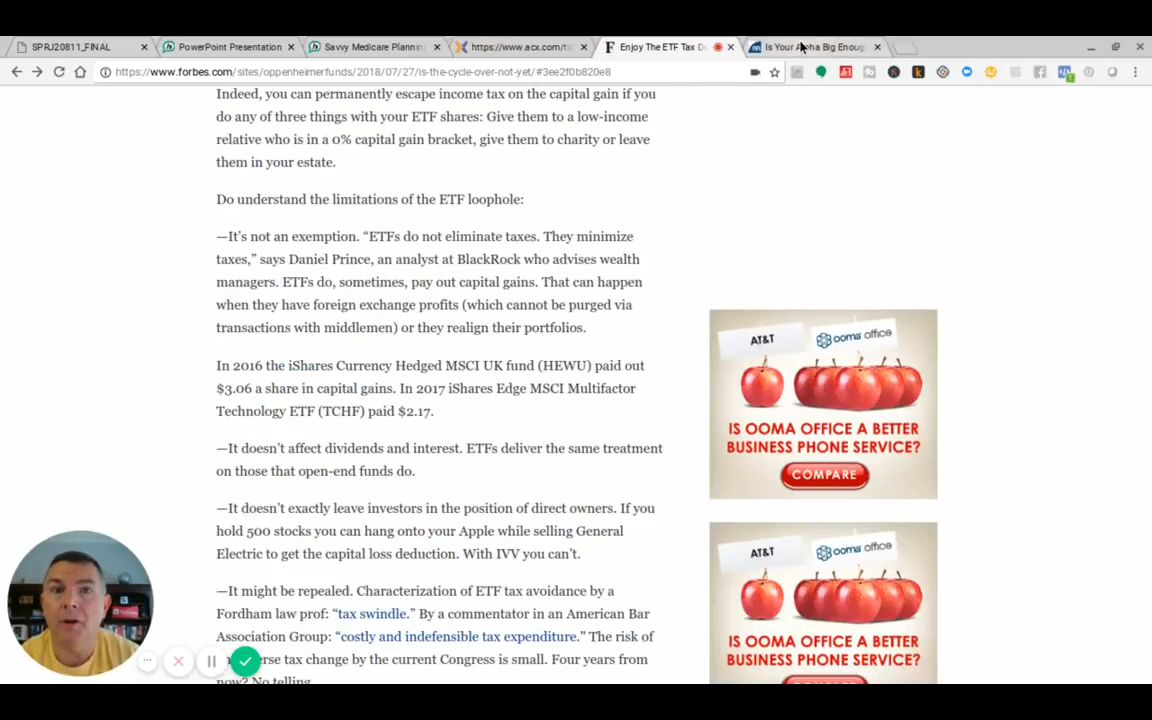 SPRJ20811_FINAL
PowerPoint Presentation
Savvy Medicare Plannin
https://www.acx.com/ti
Enjoy The ETF Tax D
Is Your Alpha Big Enoug
https://www.forbes.com/sites/oppenheimerfunds/2018/07/27/is-the-cycle-over-not-yet/#3ee2f0b820e8
Indeed, you can permanently escape income tax on the capital gain if you
do any of three things with your ETF shares: Give them to a low-income
relative who is in a 0% capital gain bracket, give them to charity or leave
them in your estate.
Do understand the limitations of the ETF loophole:
—It's not an exemption. “ETFs do not eliminate taxes. They minimize
taxes,” says Daniel Prince, an analyst at BlackRock who advises wealth
managers. ETFs do, sometimes, pay out capital gains. That can happen
when they have foreign exchange profits (which cannot be purged via
transactions with middlemen) or they realign their portfolios.
In 2016 the iShares Currency Hedged MSCI UK fund (HEWU) paid out
$3.06 a share in capital gains. In 2017 iShares Edge MSCI Multifactor
Technology ETF (TCHF) paid $2.17.
—It doesn't affect dividends and interest. ETFs deliver the same treatment
on those that open-end funds do.
—It doesn't exactly leave investors in the position of direct owners. If you
hold 500 stocks you can hang onto your Apple while selling General
Electric to get the capital loss deduction. With IVV you can't.
—It might be repealed. Characterization of ETF tax avoidance by a
Fordham law prof: “tax swindle.” By a commentator in an American Bar
Association Group: “costly and indefensible tax expenditure.” The risk of
erse tax change by the current Congress is small. Four years from
now? No telling.
AT&T
ooma office
IS OOMA OFFICE A BETTER
BUSINESS PHONE SERVICE?
COMPARE
AT&T
ooma office
IS OOMA OFFICE A BETTER
BUSINESS PHONE SERVICE?